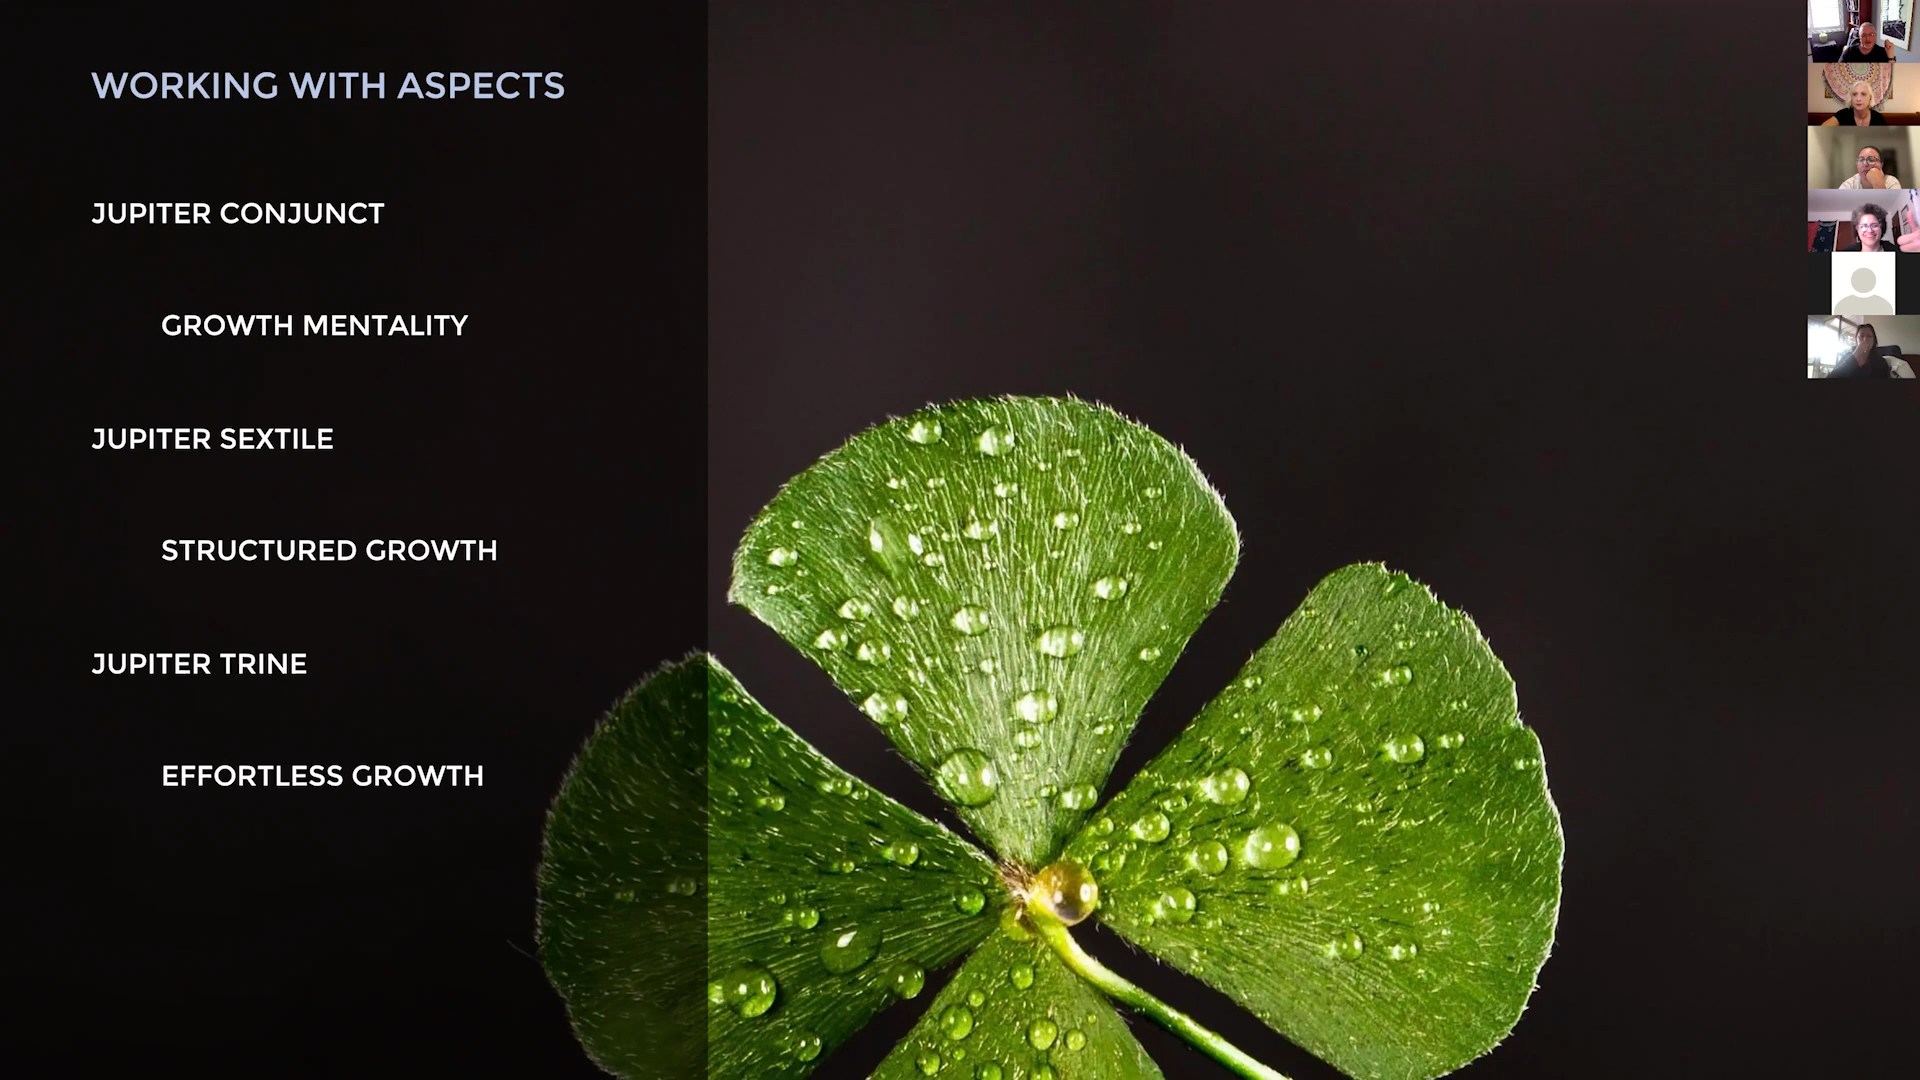 WORKING WITH ASPECTS
JUPITER CONJUNCT
GROWTH MENTALITY
JUPITER SEXTILE
STRUCTURED GROWTH
JUPITER TRINE
EFFORTLESS GROWTH